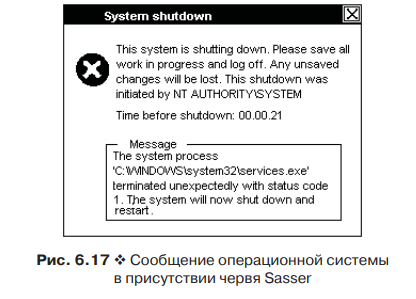 System shutdown
This system is shutting down. Please save all
work in progress and log off. Any unsaved
changes will be lost. This shutdown was
initiated by NT AUTHORITY\SYSTEM
Time before shutdown: 00.00.21
Message
The system process
'C:\WINDOWS\system32\services.exe'
terminated unexpectedly with status code
1. The system will now shut down and
restart.
Рис. 6.17 ❖ Сообщение операционной системы
в присутствии червя Sasser